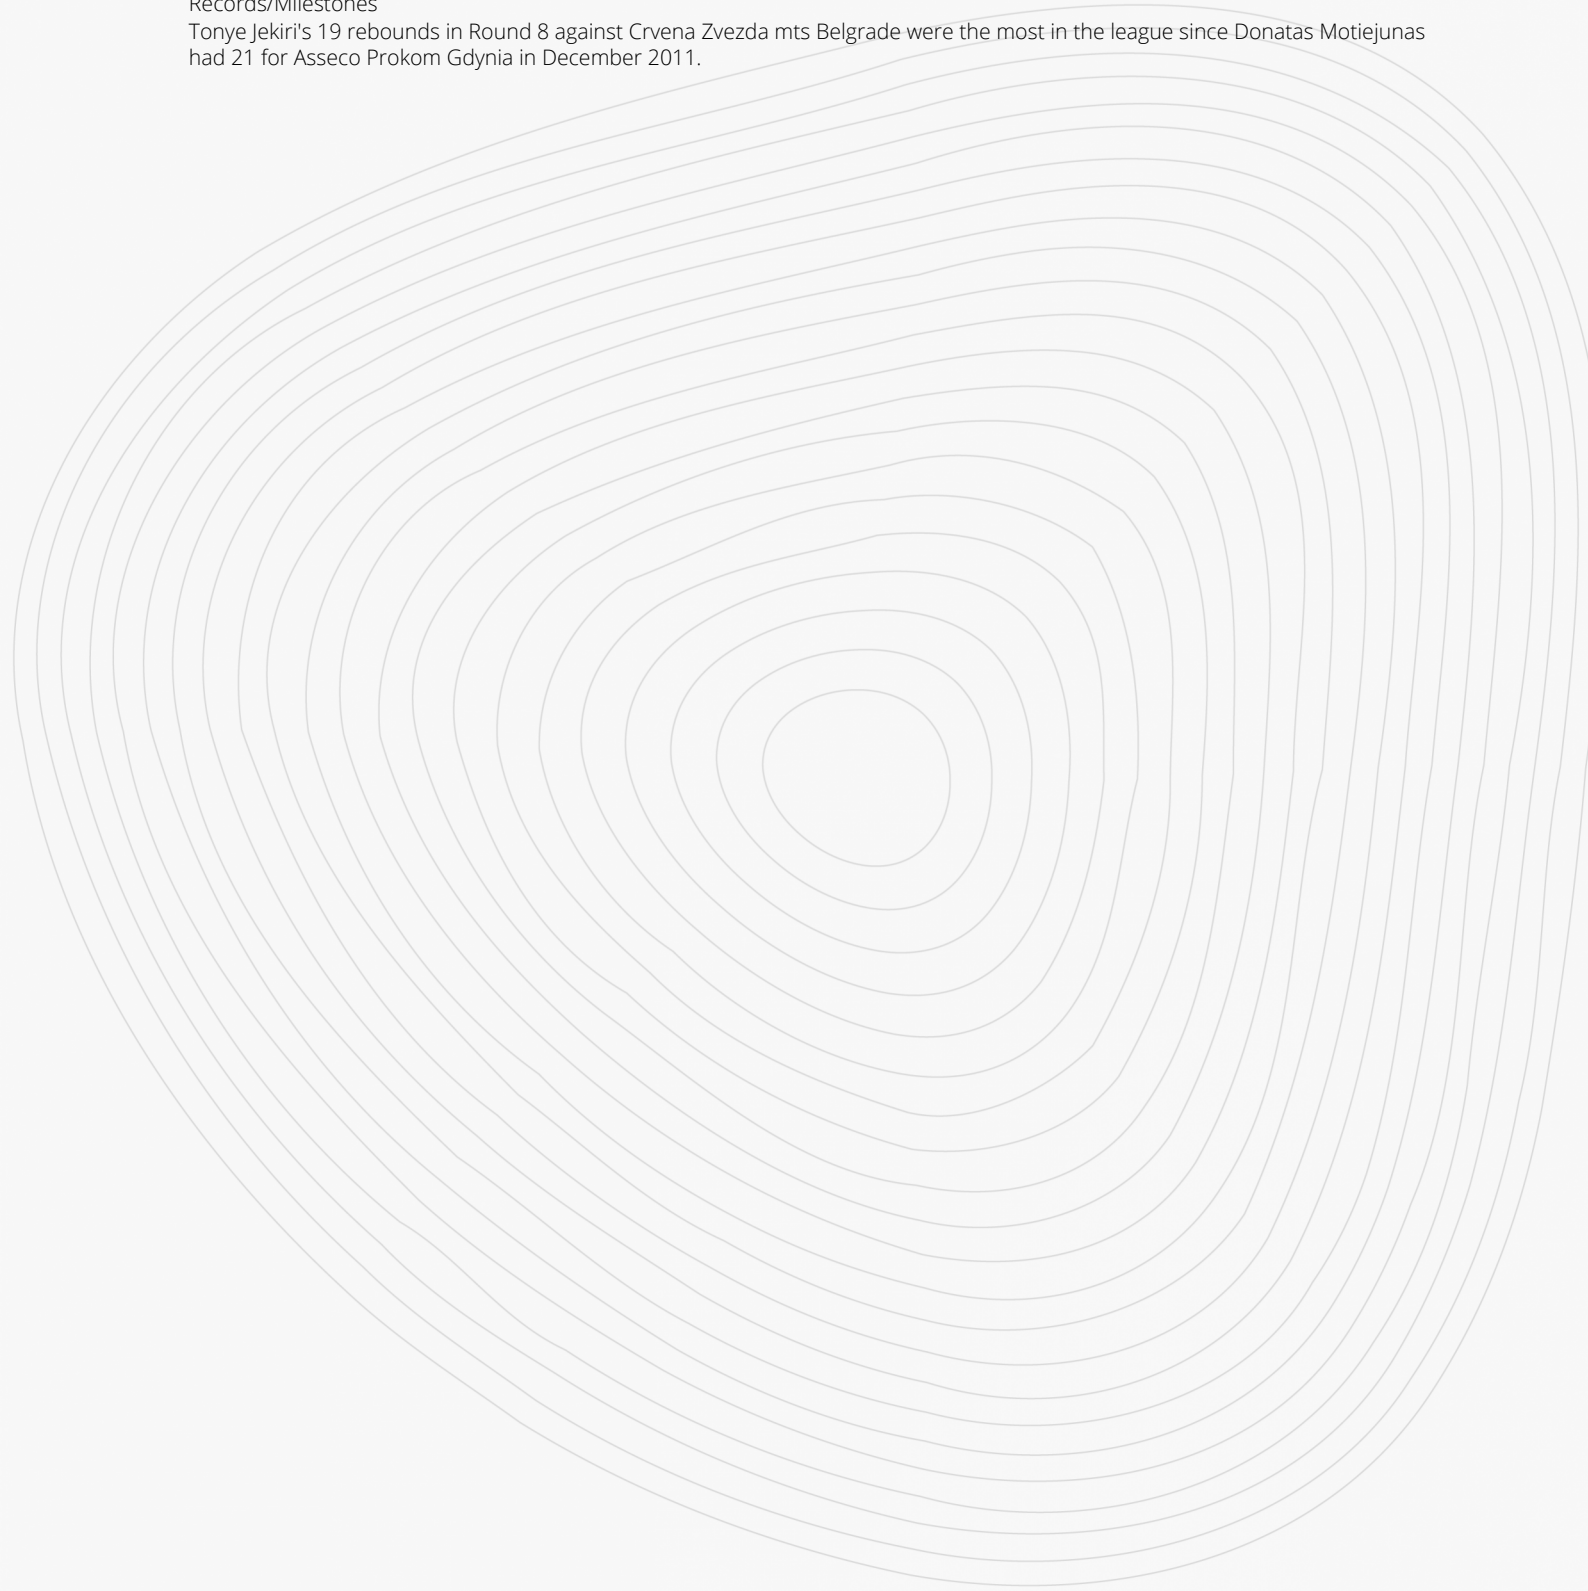 Records/Milestones
Tonye Jekiri's 19 rebounds in Round 8 against Crvena Zvezda mts Belgrade were the most in the league since Donatas Motiejunas
had 21 for Asseco Prokom Gdynia in December 2011.